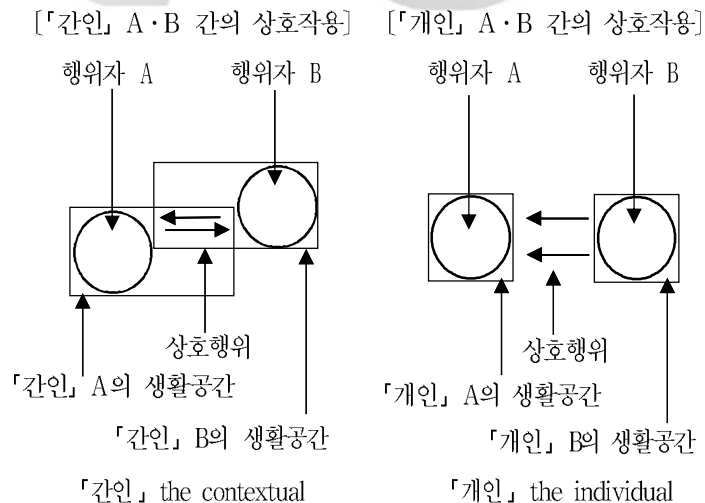 [「간인」 A·B 간의 상호작용] [「개인」 A·B 간의 상호작용]
행위자 A 행위자 B 행위자 A 행위자 B
상호행위 상호행위
「간인」 A의 생활공간 「개인」 A의 생활공간
「간인」 B의 생활공간 「개인」 B의 생활공간
「간인」 the contextual 「개인」 the individual